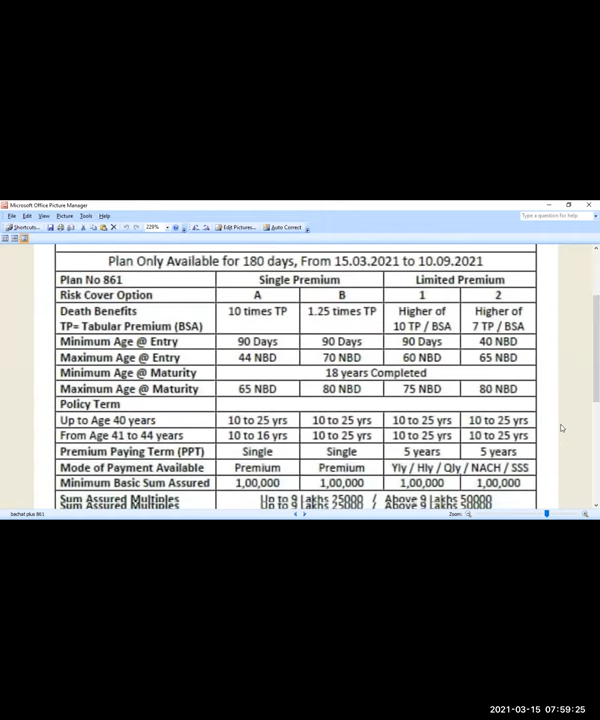 Microsoft Office Picture Manager
File Edit View Picture Tools Help
Type a question for help
Shortcuts... 229% Edit Pictures... Auto Correct
Plan Only Available for 180 days, From 15.03.2021 to 10.09.2021
Plan No 861 Single Premium Limited Premium
Risk Cover Option A B 1 2
Death Benefits 10 times TP 1.25 times TP Higher of Higher of
TP= Tabular Premium (BSA) 10 TP / BSA 7 TP / BSA
Minimum Age @ Entry 90 Days 90 Days 90 Days 40 NBD
Maximum Age @ Entry 44 NBD 70 NBD 60 NBD 65 NBD
Minimum Age @ Maturity 18 years Completed
Maximum Age @ Maturity 65 NBD 80 NBD 75 NBD 80 NBD
Policy Term
Up to Age 40 years 10 to 25 yrs 10 to 25 yrs 10 to 25 yrs 10 to 25 yrs
From Age 41 to 44 years 10 to 16 yrs 10 to 25 yrs 10 to 25 yrs 10 to 25 yrs
Premium Paying Term (PPT) Single Single 5 years 5 years
Mode of Payment Available Premium Premium Yly / Hly / Qly / NACH / SSS
Minimum Basic Sum Assured 1,00,000 1,00,000 1,00,000 1,00,000
Sum Assured Multiples Up to 9 Lakhs 25000 / Above 9 Lakhs 50000
Sum Assured Multiples Up to 9 Lakhs 25000 / Above 9 Lakhs 50000
bachat plus 861 Zoom:
2021-03-15 07:59:25